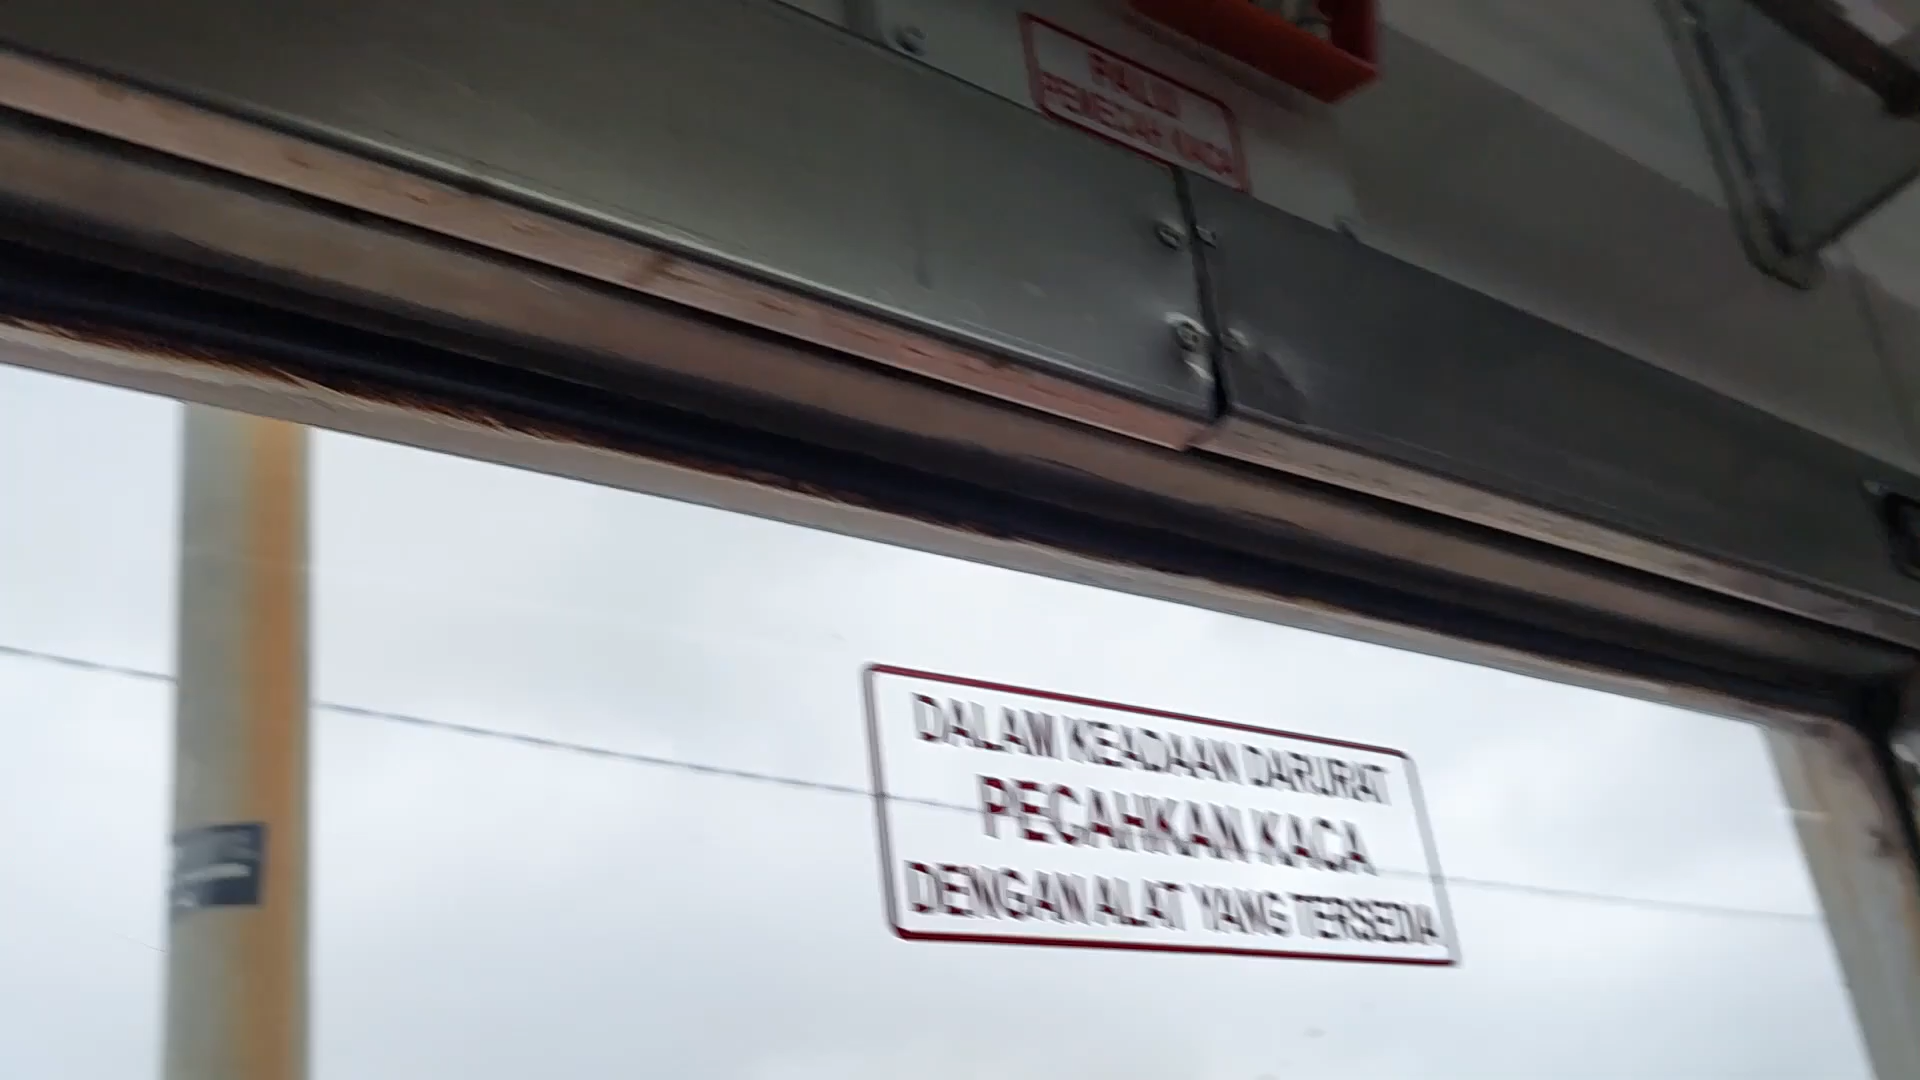 PALU
PEMECAH KACA
DALAM KEADAAN DARURAT
PECAHKAN KACA
DENGAN ALAT YANG TERSEDIA